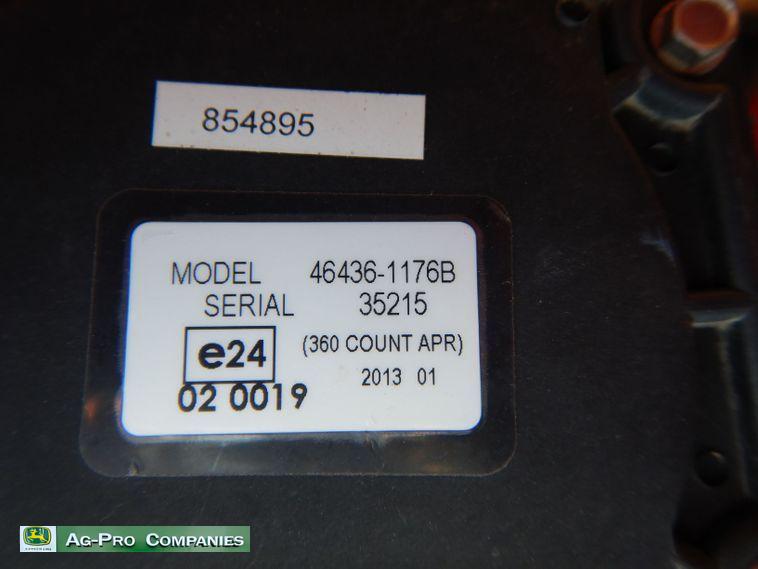 854895
MODEL 46436-1176B
SERIAL 35215
e24 (360 COUNT APR)
02 0019 2013 01
AG-PRO COMPANIES